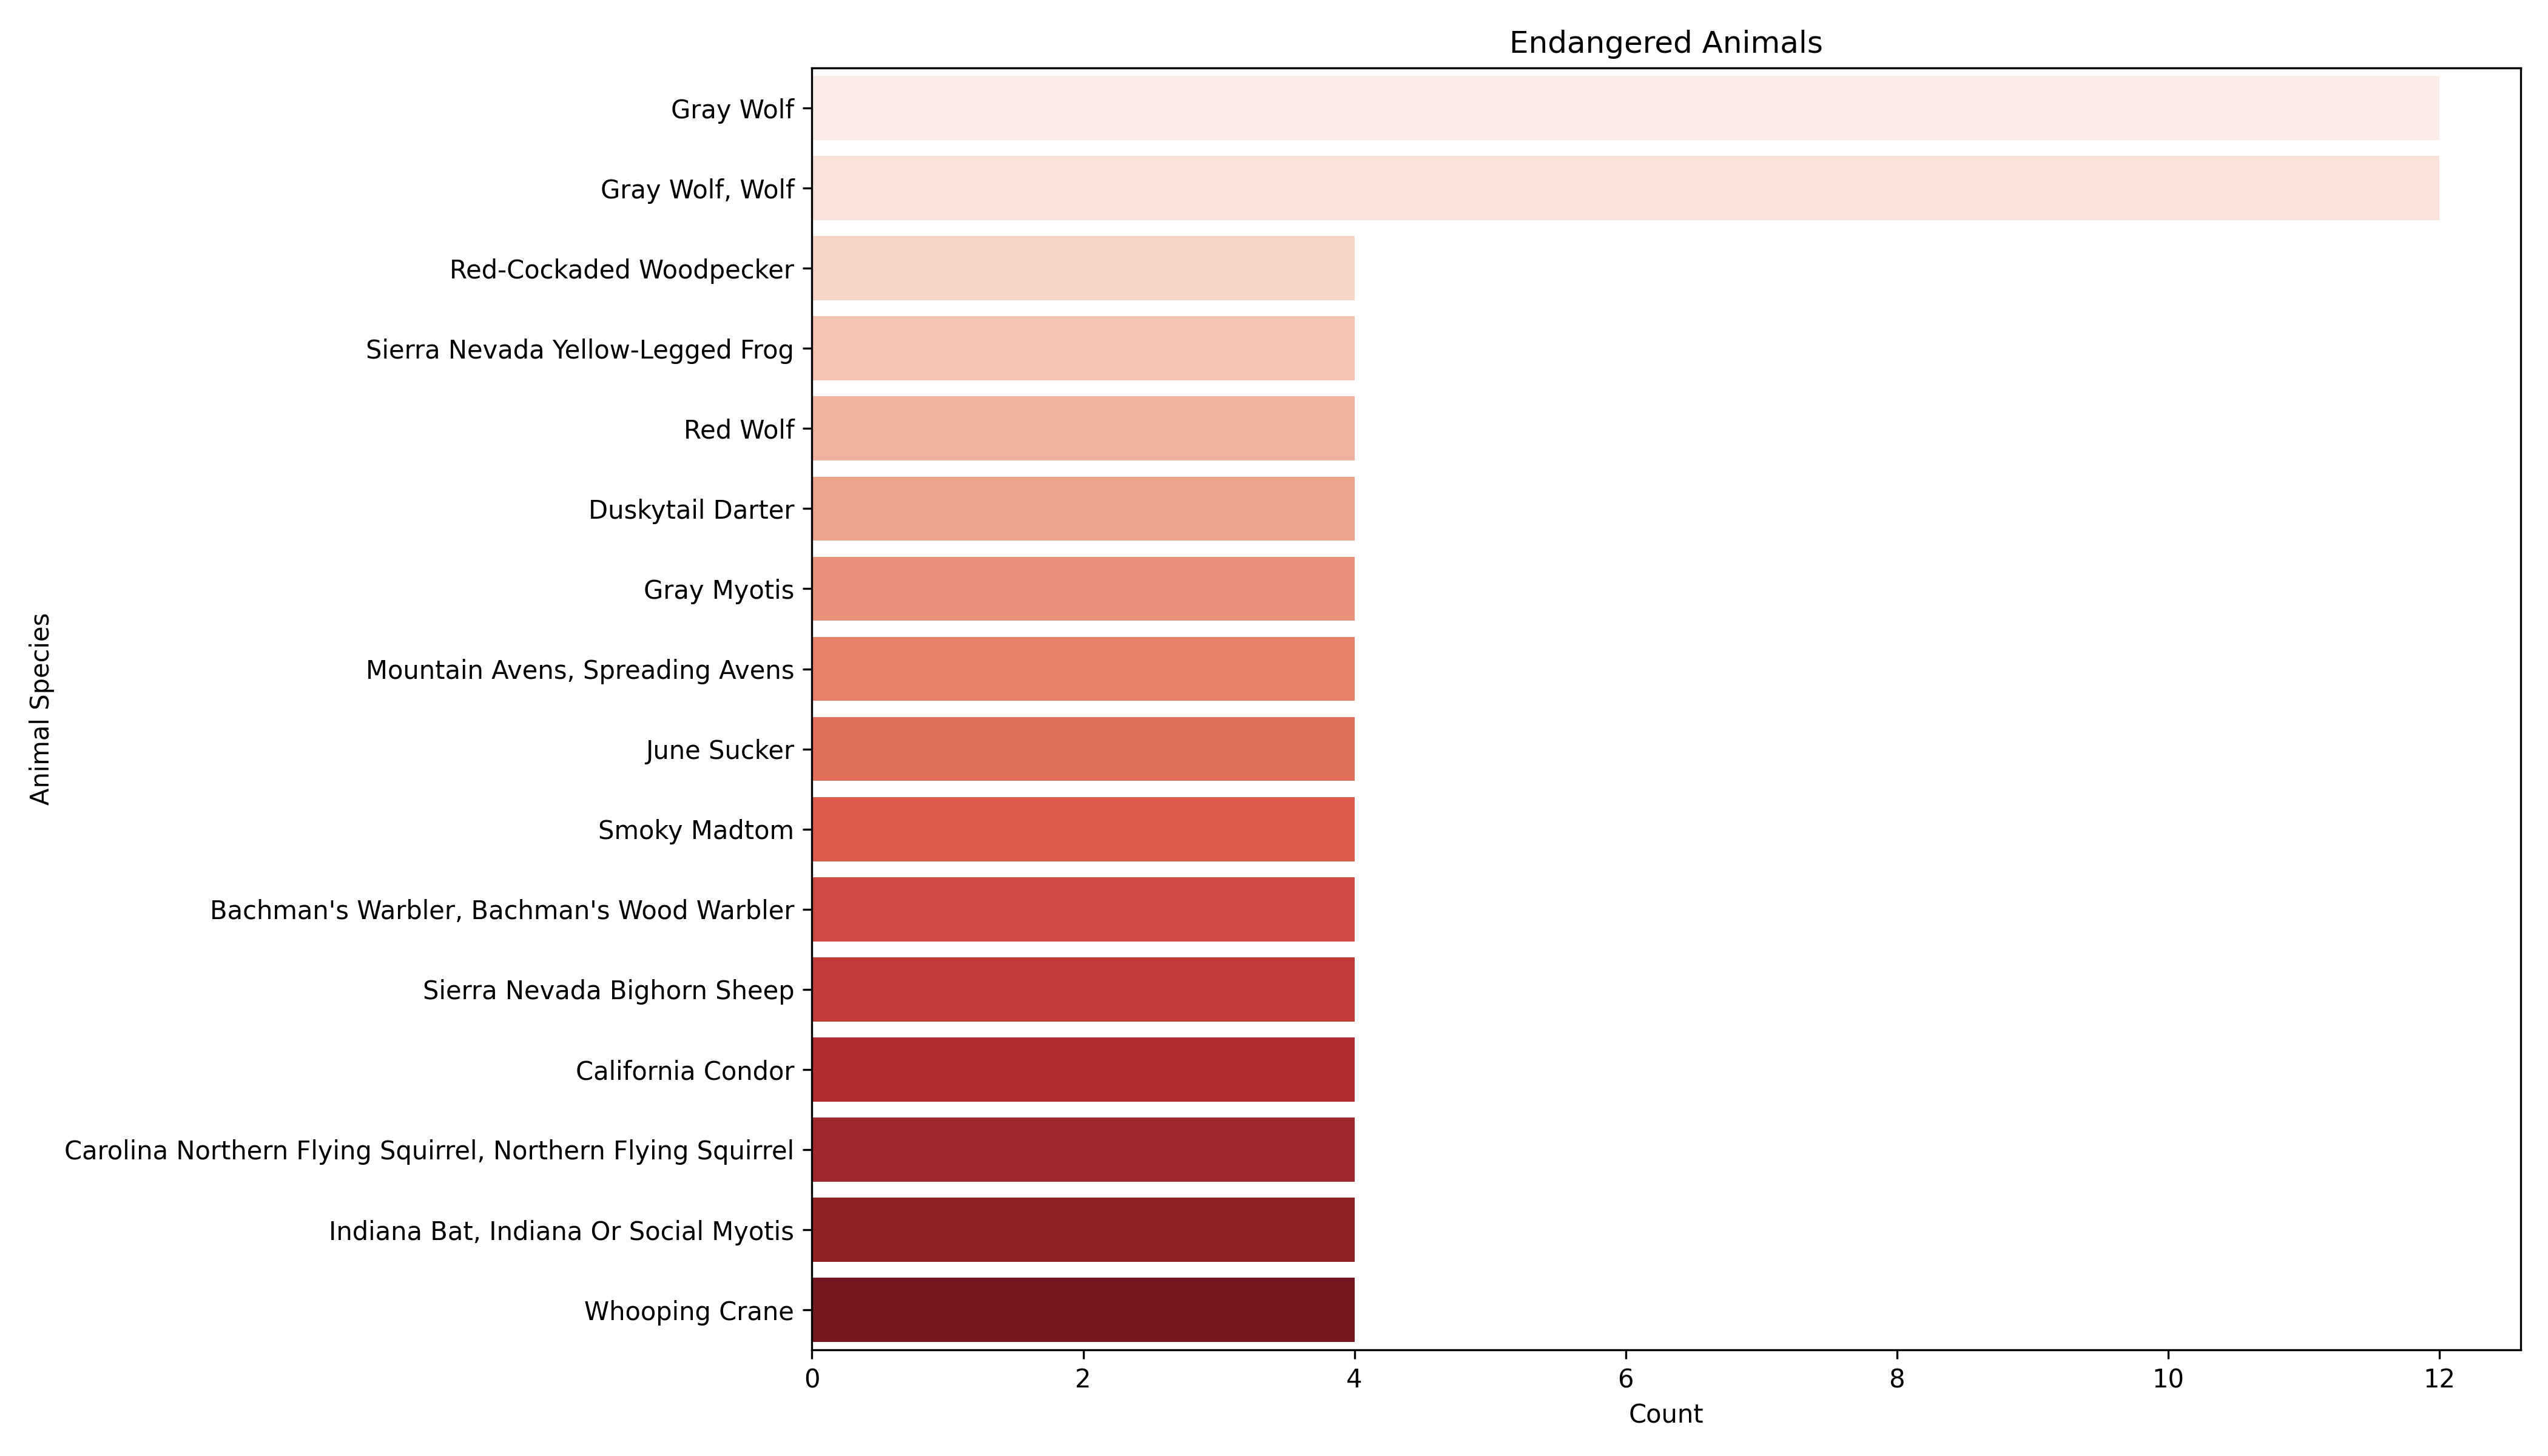 Endangered Animals
Gray Wolf
Gray Wolf, Wolf
Red-Cockaded Woodpecker
Sierra Nevada Yellow-Legged Frog
Red Wolf
Duskytail Darter
Gray Myotis
Mountain Avens, Spreading Avens
June Sucker
Smoky Madtom
Bachman's Warbler, Bachman's Wood Warbler
Sierra Nevada Bighorn Sheep
California Condor
Carolina Northern Flying Squirrel, Northern Flying Squirrel
Indiana Bat, Indiana Or Social Myotis
Whooping Crane
Animal Species
0 2 4 6 8 10 12
Count